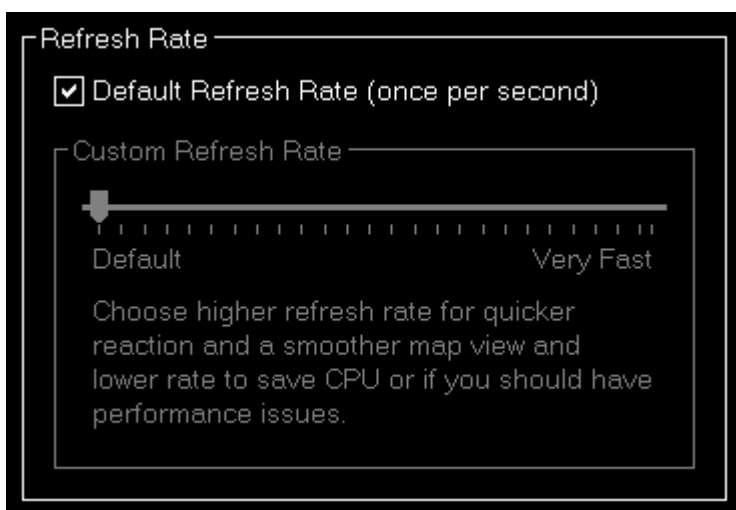 Refresh Rate
Default Refresh Rate (once per second)
Custom Refresh Rate
Default Very Fast
Choose higher refresh rate for quicker
reaction and a smoother map view and
lower rate to save CPU or if you should have
performance issues.